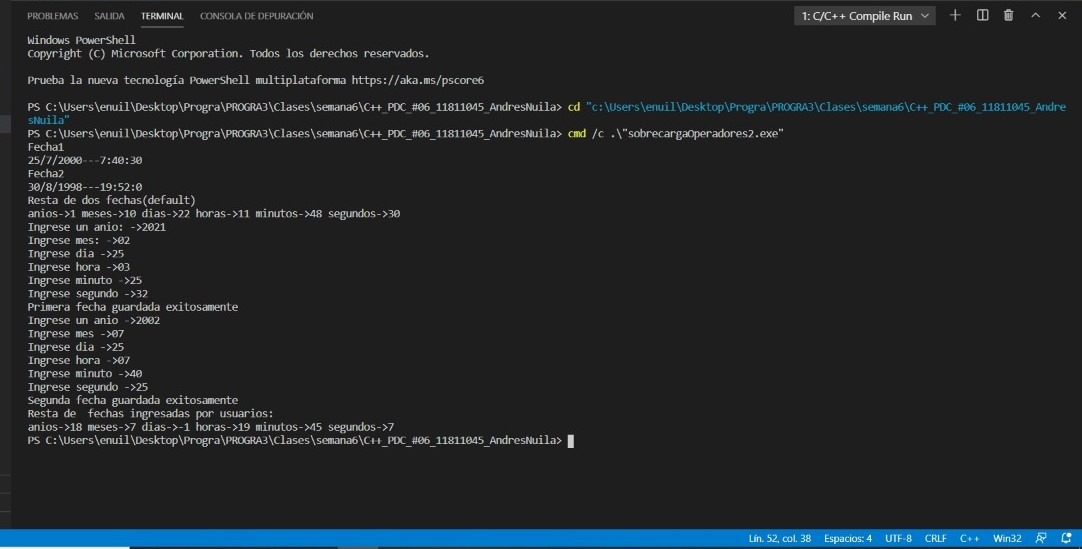 PROBLEMAS SALIDA TERMINAL CONSOLA DE DEPURACIÓN 1: C/C++ Compile Run
Windows PowerShell
Copyright (C) Microsoft Corporation. Todos los derechos reservados.
Prueba la nueva tecnología PowerShell multiplataforma https://aka.ms/pscore6
PS C:\Users\enuil\Desktop\Progra\PROGRA3\Clases\semana6\C++_PDC_#06_11811045_AndresNuila> cd "c:\Users\enuil\Desktop\Progra\PROGRA3\Clases\semana6\C++_PDC_#06_11811045_Andre
sNuila"
PS C:\Users\enuil\Desktop\Progra\PROGRA3\Clases\semana6\C++_PDC_#06_11811045_AndresNuila> cmd /c .\"sobrecargaOperadores2.exe"
Fecha1
25/7/2000---7:40:30
Fecha2
30/8/1998---19:52:0
Resta de dos fechas(default)
anios->1 meses->10 dias->22 horas->11 minutos->48 segundos->30
Ingrese un anio: ->2021
Ingrese mes: ->02
Ingrese dia ->25
Ingrese hora ->03
Ingrese minuto ->25
Ingrese segundo ->32
Primera fecha guardada exitosamente
Ingrese un anio ->2002
Ingrese mes ->07
Ingrese dia ->25
Ingrese hora ->07
Ingrese minuto ->40
Ingrese segundo ->25
Segunda fecha guardada exitosamente
Resta de  fechas ingresadas por usuarios:
anios->18 meses->7 dias->-1 horas->19 minutos->45 segundos->7
PS C:\Users\enuil\Desktop\Progra\PROGRA3\Clases\semana6\C++_PDC_#06_11811045_AndresNuila>
Lín. 52, col. 38 Espacios: 4 UTF-8 CRLF C++ Win32